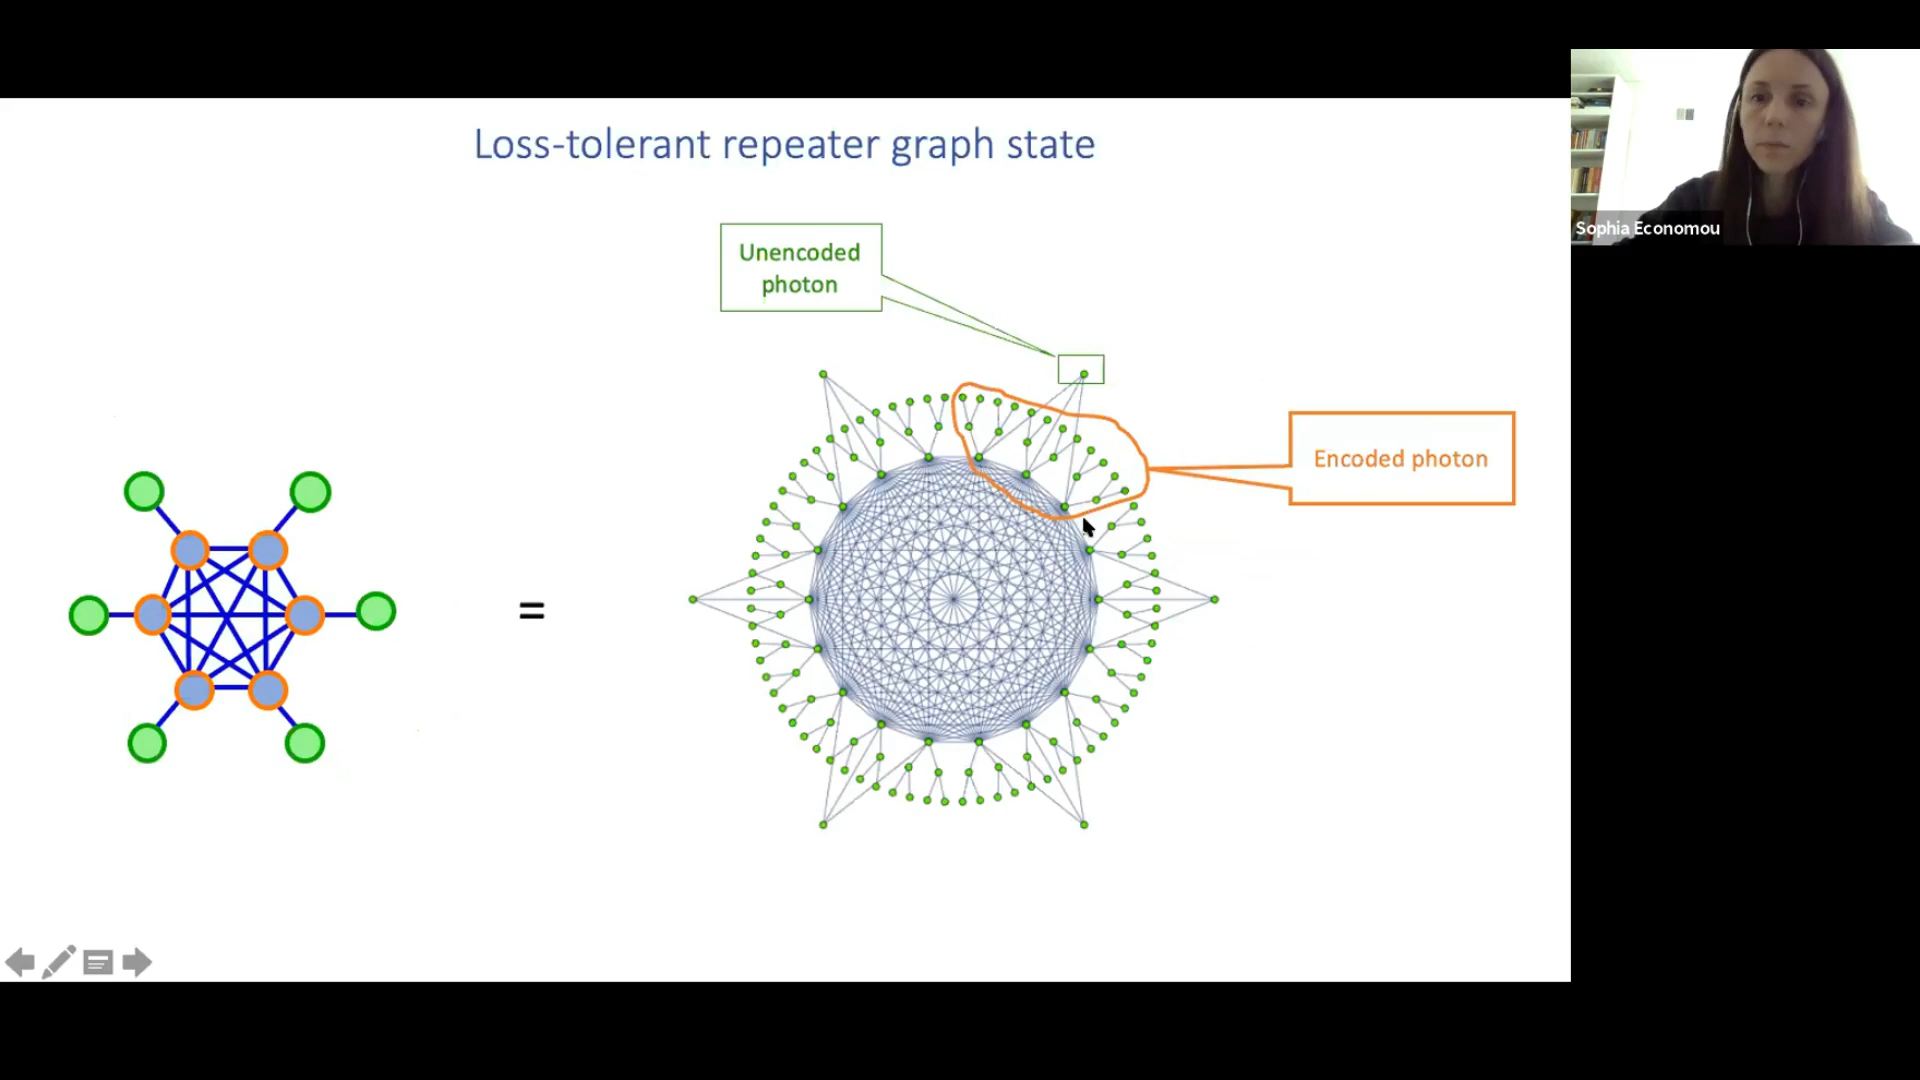 Loss-tolerant repeater graph state
Unencoded
photon
Encoded photon
=
Sophia Economou